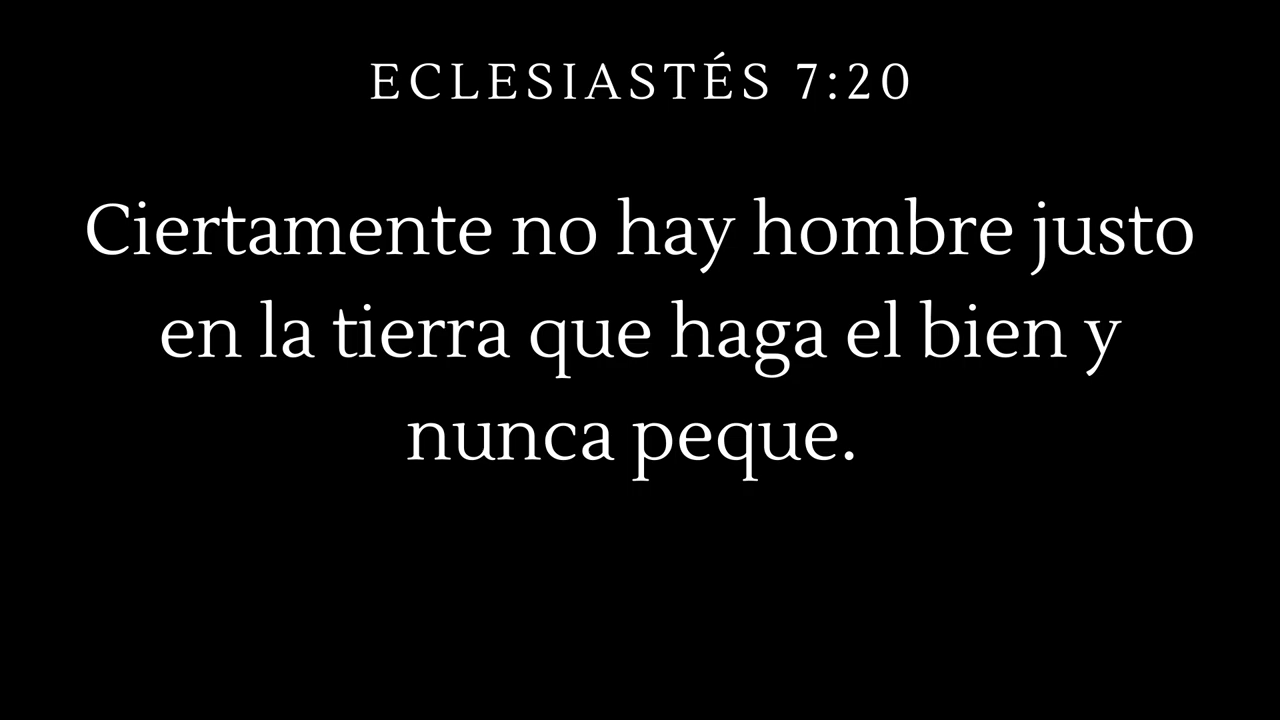 ECLESIASTÉS 7:20
Ciertamente no hay hombre justo
en la tierra que haga el bien y
nunca peque.